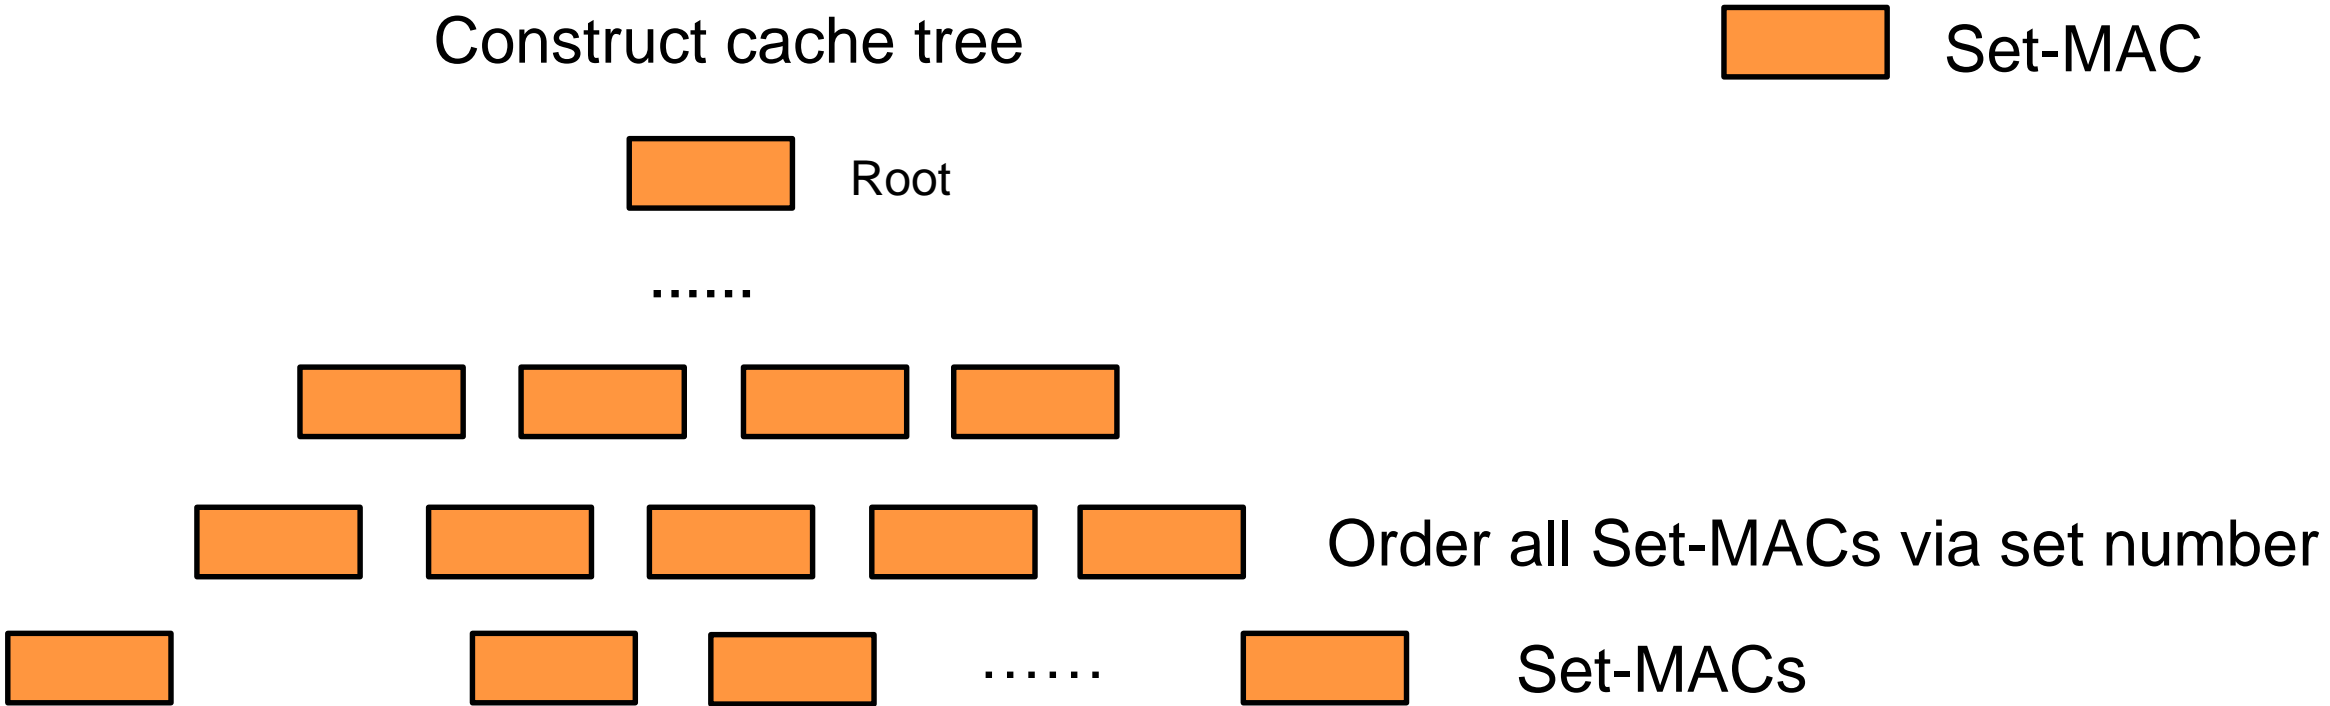 Construct cache tree
Set-MAC
Root
......
Order all Set-MACs via set number
......
Set-MACs